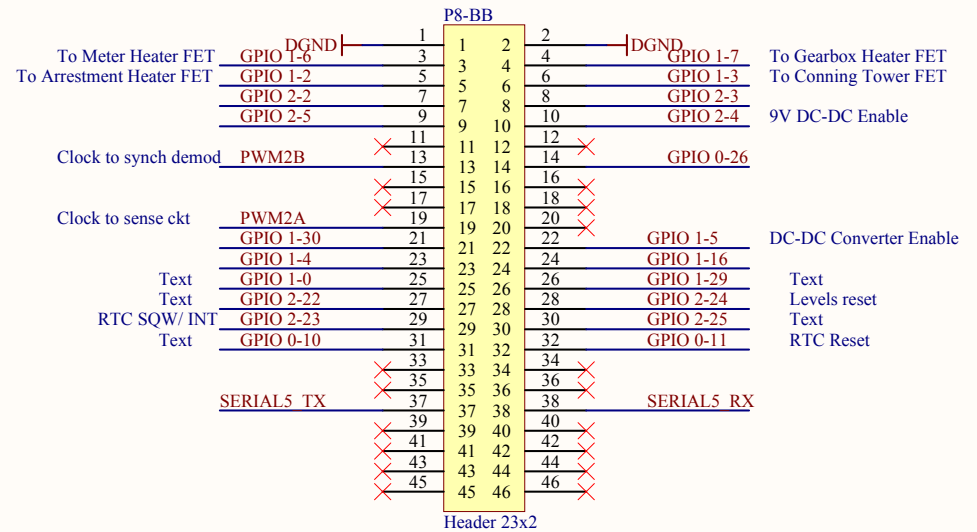 P8-BB
1 1 2 2
DGND DGND
To Meter Heater FET GPIO 1-6 3 3 4 4 GPIO 1-7 To Gearbox Heater FET
To Arrestment Heater FET GPIO 1-2 5 5 6 6 GPIO 1-3 To Conning Tower FET
GPIO 2-2 7 7 8 8 GPIO 2-3
GPIO 2-5 9 9 10 10 GPIO 2-4 9V DC-DC Enable
11 11 12 12
Clock to synch demod PWM2B 13 13 14 14 GPIO 0-26
15 15 16 16
17 17 18 18
Clock to sense ckt PWM2A 19 19 20 20
GPIO 1-30 21 21 22 22 GPIO 1-5 DC-DC Converter Enable
GPIO 1-4 23 23 24 24 GPIO 1-16
Text GPIO 1-0 25 25 26 26 GPIO 1-29 Text
Text GPIO 2-22 27 27 28 28 GPIO 2-24 Levels reset
RTC SQW/ INT GPIO 2-23 29 29 30 30 GPIO 2-25 Text
Text GPIO 0-10 31 31 32 32 GPIO 0-11 RTC Reset
33 33 34 34
35 35 36 36
SERIAL5_TX 37 37 38 38 SERIAL5_RX
39 39 40 40
41 41 42 42
43 43 44 44
45 45 46 46
Header 23x2